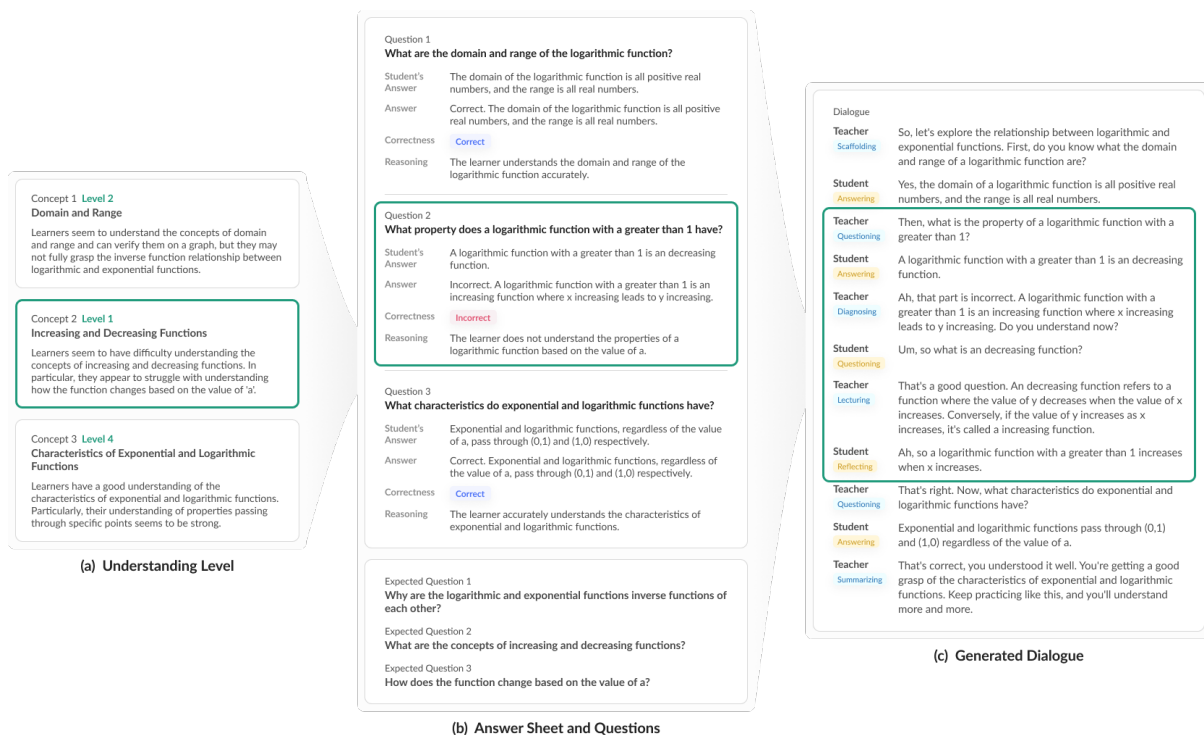 Concept 1 Level 2
Domain and Range
Learners seem to understand the concepts of domain
and range and can verify them on a graph, but they may
not fully grasp the inverse function relationship between
logarithmic and exponential functions.
Concept 2 Level 1
Increasing and Decreasing Functions
Learners seem to have difficulty understanding the
concepts of increasing and decreasing functions. In
particular, they appear to struggle with understanding
how the function changes based on the value of 'a'.
Concept 3 Level 4
Characteristics of Exponential and Logarithmic
Functions
Learners have a good understanding of the
characteristics of exponential and logarithmic functions.
Particularly, their understanding of properties passing
through specific points seems to be strong.
(a) Understanding Level
Question 1
What are the domain and range of the logarithmic function?
Student's
Answer
The domain of the logarithmic function is all positive real
numbers, and the range is all real numbers.
Answer
Correct. The domain of the logarithmic function is all positive
real numbers, and the range is all real numbers.
Correctness
Correct
Reasoning
The learner understands the domain and range of the
logarithmic function accurately.
Question 2
What property does a logarithmic function with a greater than 1 have?
Student's
Answer
A logarithmic function with a greater than 1 is an decreasing
function.
Answer
Incorrect. A logarithmic function with a greater than 1 is an
increasing function where x increasing leads to y increasing.
Correctness
Incorrect
Reasoning
The learner does not understand the properties of a
logarithmic function based on the value of a.
Question 3
What characteristics do exponential and logarithmic functions have?
Student's
Answer
Exponential and logarithmic functions, regardless of the value
of a, pass through (0,1) and (1,0) respectively.
Answer
Correct. Exponential and logarithmic functions, regardless of
the value of a, pass through (0,1) and (1,0) respectively.
Correctness
Correct
Reasoning
The learner accurately understands the characteristics of
exponential and logarithmic functions.
Expected Question 1
Why are the logarithmic and exponential functions inverse functions of
each other?
Expected Question 2
What are the concepts of increasing and decreasing functions?
Expected Question 3
How does the function change based on the value of a?
(b) Answer Sheet and Questions
Dialogue
Teacher
Scaffolding
So, let's explore the relationship between logarithmic and
exponential functions. First, do you know what the domain
and range of a logarithmic function are?
Student
Answering
Yes, the domain of a logarithmic function is all positive real
numbers, and the range is all real numbers.
Teacher
Questioning
Then, what is the property of a logarithmic function with a
greater than 1?
Student
Answering
A logarithmic function with a greater than 1 is an decreasing
function.
Teacher
Diagnosing
Ah, that part is incorrect. A logarithmic function with a
greater than 1 is an increasing function where x increasing
leads to y increasing. Do you understand now?
Student
Questioning
Um, so what is an decreasing function?
Teacher
Lecturing
That's a good question. An decreasing function refers to a
function where the value of y decreases when the value of x
increases. Conversely, if the value of y increases as x
increases, it's called a increasing function.
Student
Reflecting
Ah, so a logarithmic function with a greater than 1 increases
when x increases.
Teacher
Questioning
That's right. Now, what characteristics do exponential and
logarithmic functions have?
Student
Answering
Exponential and logarithmic functions pass through (0,1)
and (1,0) regardless of the value of a.
Teacher
Summarizing
That's correct, you understood it well. You're getting a good
grasp of the characteristics of exponential and logarithmic
functions. Keep practicing like this, and you'll understand
more and more.
(c) Generated Dialogue